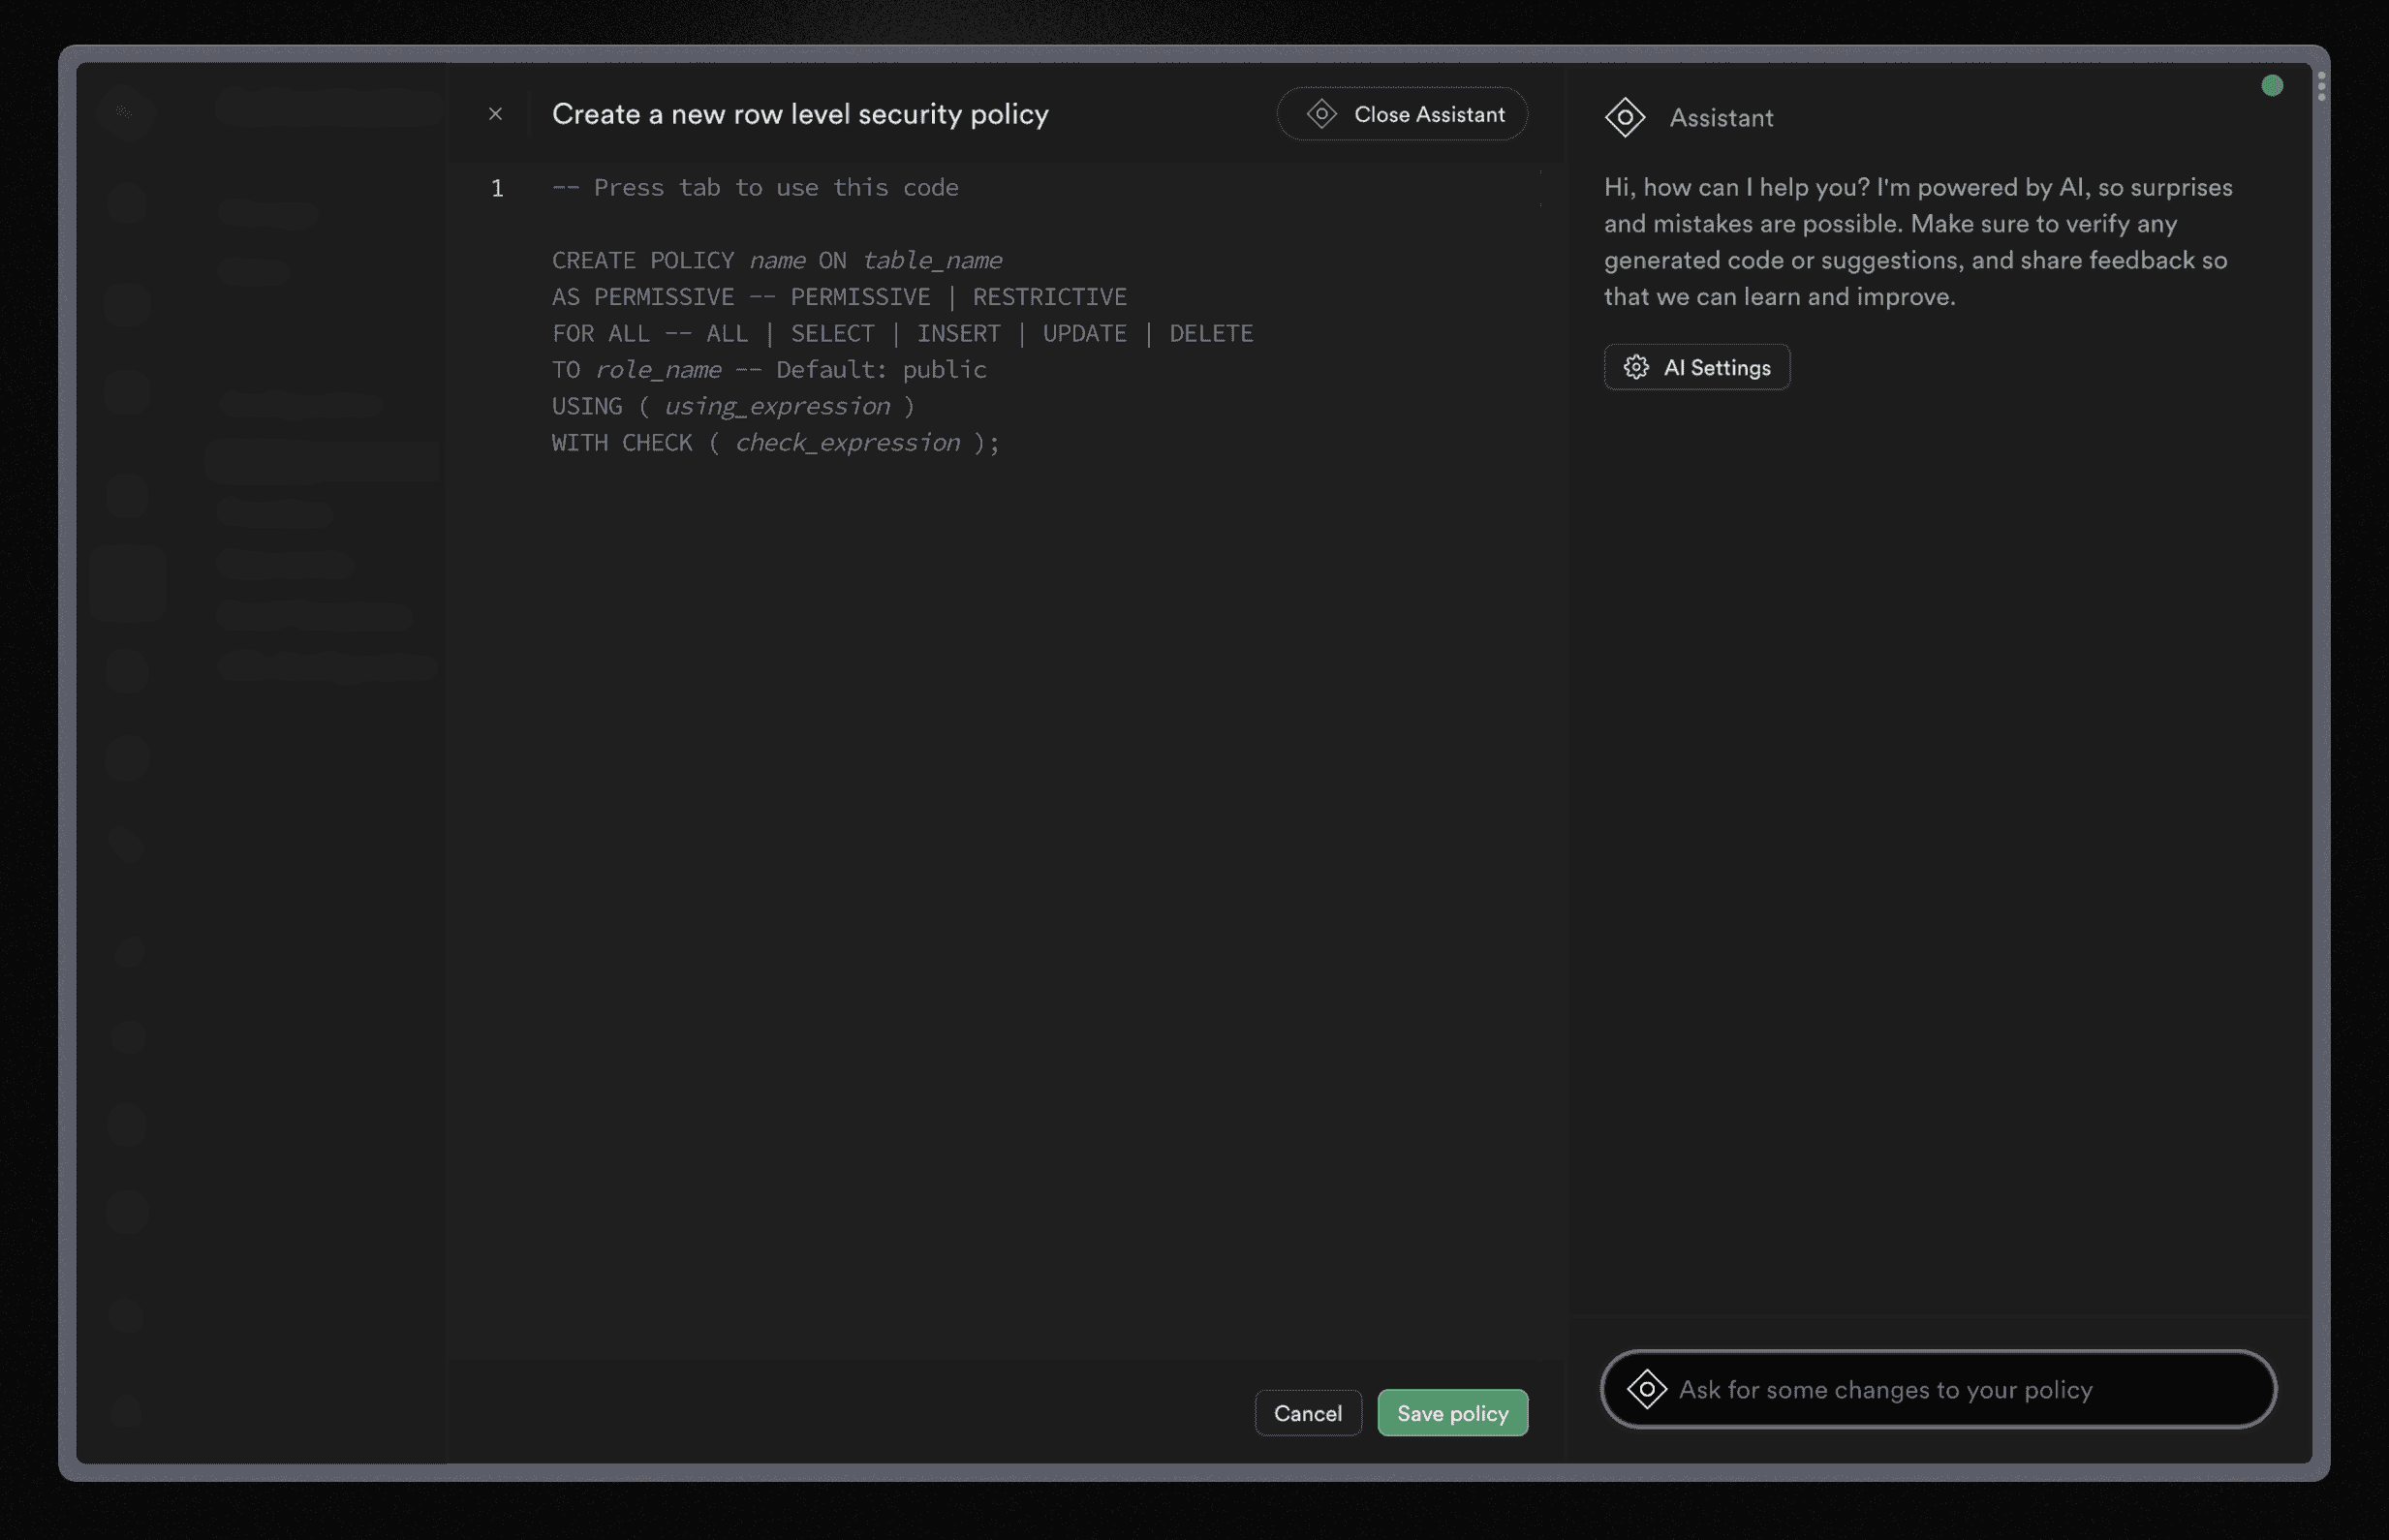 Create a new row level security policy
Close Assistant
1
-- Press tab to use this code
CREATE POLICY name ON table_name
AS PERMISSIVE -- PERMISSIVE | RESTRICTIVE
FOR ALL -- ALL | SELECT | INSERT | UPDATE | DELETE
TO role_name -- Default: public
USING ( using_expression )
WITH CHECK ( check_expression );
Cancel
Save policy
Assistant
Hi, how can I help you? I'm powered by AI, so surprises
and mistakes are possible. Make sure to verify any
generated code or suggestions, and share feedback so
that we can learn and improve.
AI Settings
Ask for some changes to your policy